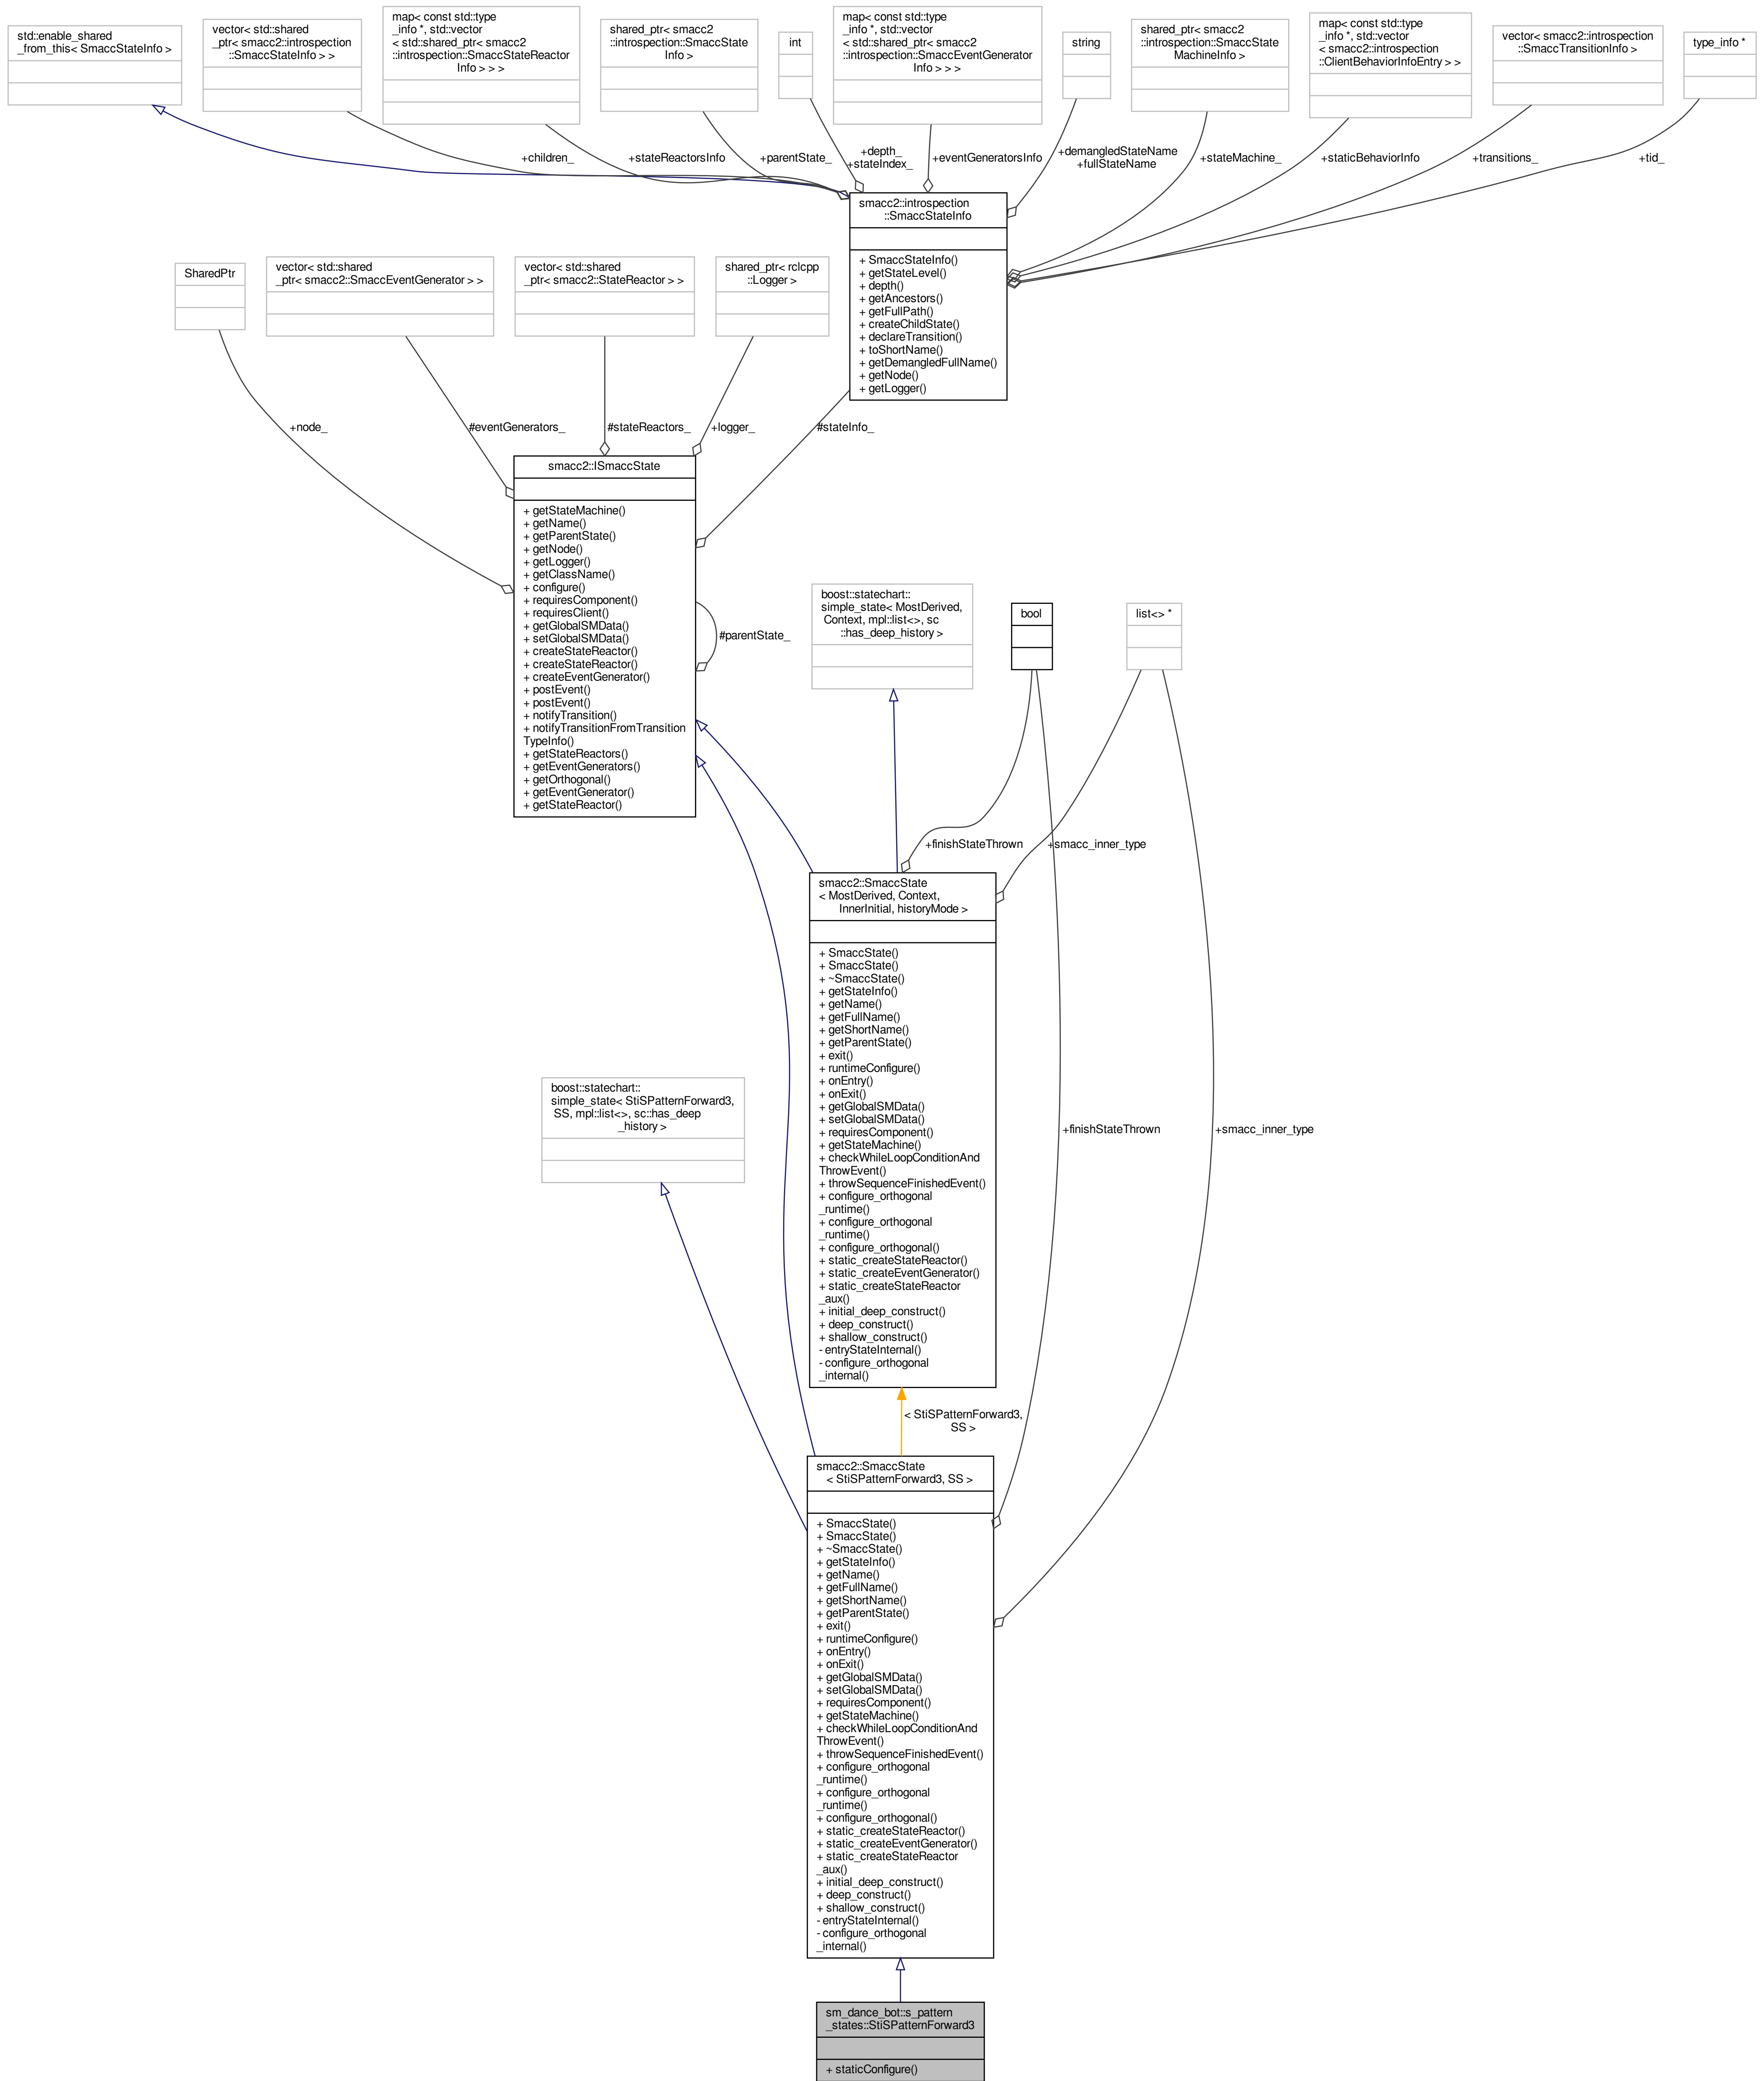 std::enable_shared
_from_this< SmaccStateInfo >
vector< std::shared
_ptr< smacc2::introspection
::SmaccStateInfo > >
map< const std::type
_info *, std::vector
< std::shared_ptr< smacc2
::introspection::SmaccStateReactor
Info > > >
shared_ptr< smacc2
::introspection::SmaccState
Info >
int
map< const std::type
_info *, std::vector
< std::shared_ptr< smacc2
::introspection::SmaccEventGenerator
Info > > >
string
shared_ptr< smacc2
::introspection::SmaccState
MachineInfo >
map< const std::type
_info *, std::vector
< smacc2::introspection
::ClientBehaviorInfoEntry > >
vector< smacc2::introspection
::SmaccTransitionInfo >
type_info *
+children_
+stateReactorsInfo
+parentState_
+depth_
+stateIndex_
+eventGeneratorsInfo
+demangledStateName
+fullStateName
+stateMachine_
+staticBehaviorInfo
+transitions_
+tid_
smacc2::introspection
::SmaccStateInfo
+ SmaccStateInfo()
+ getStateLevel()
+ depth()
+ getAncestors()
+ getFullPath()
+ createChildState()
+ declareTransition()
+ toShortName()
+ getDemangledFullName()
+ getNode()
+ getLogger()
SharedPtr
vector< std::shared
_ptr< smacc2::SmaccEventGenerator > >
vector< std::shared
_ptr< smacc2::StateReactor > >
shared_ptr< rclcpp
::Logger >
+node_
#eventGenerators_
#stateReactors_
+logger_
#stateInfo_
smacc2::ISmaccState
+ getStateMachine()
+ getName()
+ getParentState()
+ getNode()
+ getLogger()
+ getClassName()
+ configure()
+ requiresComponent()
+ requiresClient()
+ getGlobalSMData()
+ setGlobalSMData()
+ createStateReactor()
+ createStateReactor()
+ createEventGenerator()
+ postEvent()
+ postEvent()
+ notifyTransition()
+ notifyTransitionFromTransition
TypeInfo()
+ getStateReactors()
+ getEventGenerators()
+ getOrthogonal()
+ getEventGenerator()
+ getStateReactor()
#parentState_
boost::statechart::
simple_state< MostDerived,
Context, mpl::list<>, sc
::has_deep_history >
bool
list<> *
+finishStateThrown
+smacc_inner_type
smacc2::SmaccState
< MostDerived, Context,
InnerInitial, historyMode >
+ SmaccState()
+ SmaccState()
+ ~SmaccState()
+ getStateInfo()
+ getName()
+ getFullName()
+ getShortName()
+ getParentState()
+ exit()
+ runtimeConfigure()
+ onEntry()
+ onExit()
+ getGlobalSMData()
+ setGlobalSMData()
+ requiresComponent()
+ getStateMachine()
+ checkWhileLoopConditionAnd
ThrowEvent()
+ throwSequenceFinishedEvent()
+ configure_orthogonal
_runtime()
+ configure_orthogonal
_runtime()
+ configure_orthogonal()
+ static_createStateReactor()
+ static_createEventGenerator()
+ static_createStateReactor
_aux()
+ initial_deep_construct()
+ deep_construct()
+ shallow_construct()
- entryStateInternal()
- configure_orthogonal
_internal()
boost::statechart::
simple_state< StiSPatternForward3,
SS, mpl::list<>, sc::has_deep
_history >
+finishStateThrown
+smacc_inner_type
< StiSPatternForward3,
SS >
smacc2::SmaccState
< StiSPatternForward3, SS >
+ SmaccState()
+ SmaccState()
+ ~SmaccState()
+ getStateInfo()
+ getName()
+ getFullName()
+ getShortName()
+ getParentState()
+ exit()
+ runtimeConfigure()
+ onEntry()
+ onExit()
+ getGlobalSMData()
+ setGlobalSMData()
+ requiresComponent()
+ getStateMachine()
+ checkWhileLoopConditionAnd
ThrowEvent()
+ throwSequenceFinishedEvent()
+ configure_orthogonal
_runtime()
+ configure_orthogonal
_runtime()
+ configure_orthogonal()
+ static_createStateReactor()
+ static_createEventGenerator()
+ static_createStateReactor
_aux()
+ initial_deep_construct()
+ deep_construct()
+ shallow_construct()
- entryStateInternal()
- configure_orthogonal
_internal()
sm_dance_bot::s_pattern
_states::StiSPatternForward3
+ staticConfigure()